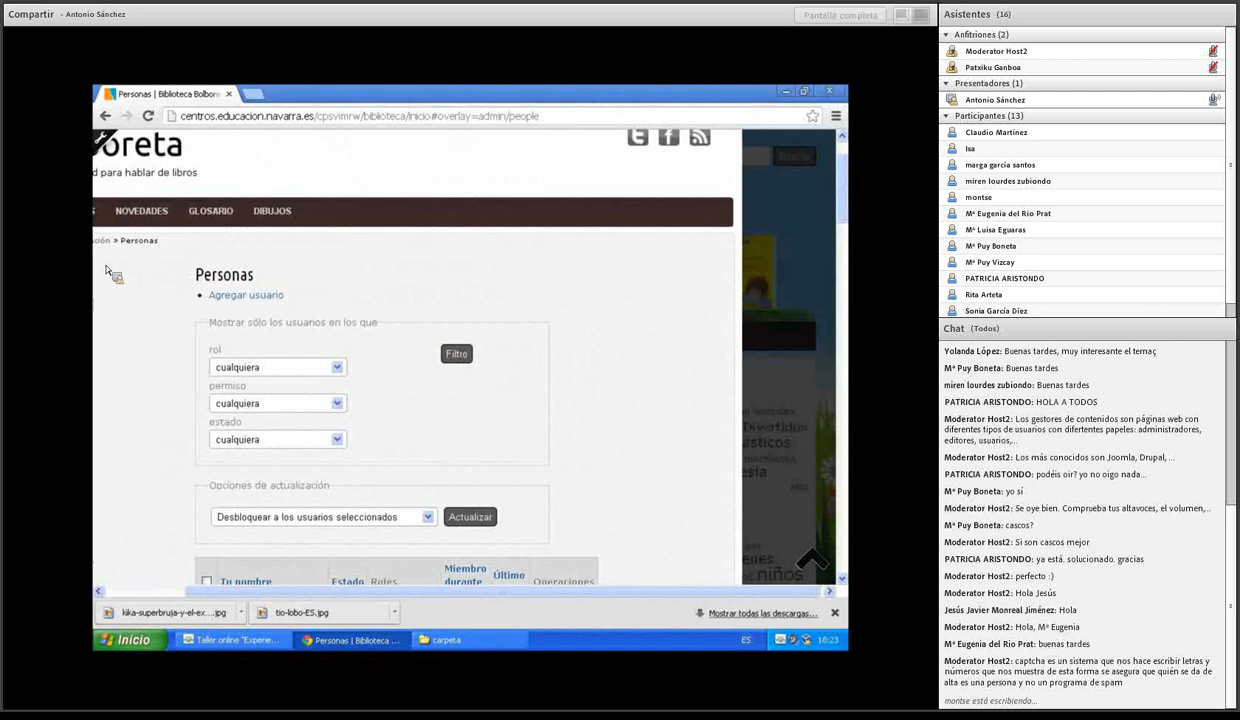 Compartir - Antonio Sánchez
Pantalla completa
Personas | Biblioteca Bolbore
centros.educacion.navarra.es/cpsvimrw/biblioteca/inicio#overlay=admin/people
oreta
d para hablar de libros
S NOVEDADES GLOSARIO DIBUJOS
ción » Personas
Personas
Agregar usuario
Mostrar sólo los usuarios en los que
rol
cualquiera
Filtro
permiso
cualquiera
estado
cualquiera
Opciones de actualización
Desbloquear a los usuarios seleccionados
Actualizar
Tu nombre Estado Roles Miembro durante Último Operaciones
Buscar
Divertidos
ásticos
esía
Más
enes
niños
kika-superbruja-y-el-ex....jpg
tio-lobo-ES.jpg
Mostrar todas las descargas...
Inicio
Taller online "Experie...
Personas | Biblioteca ...
carpeta
ES
18:23
Asistentes (16)
Anfitriones (2)
Moderator Host2
Patxiku Ganboa
Presentadores (1)
Antonio Sánchez
Participantes (13)
Claudio Martínez
Isa
marga garcía santos
miren lourdes zubiondo
montse
Mª Eugenia del Río Prat
Mª Luisa Eguaras
Mª Puy Boneta
Mª Puy Vizcay
PATRICIA ARISTONDO
Rita Arteta
Sonia García Díez
Chat (Todos)
Yolanda López: Buenas tardes, muy interesante el temaç
Mª Puy Boneta: Buenas tardes
miren lourdes zubiondo: Buenas tardes
PATRICIA ARISTONDO: HOLA A TODOS
Moderator Host2: Los gestores de contenidos son páginas web con
diferentes tipos de usuarios con difertentes papeles: administradores,
editores, usuarios,...
Moderator Host2: Los más conocidos son Joomla, Drupal, ...
PATRICIA ARISTONDO: podéis oir? yo no oigo nada...
Mª Puy Boneta: yo sí
Moderator Host2: Se oye bien. Comprueba tus altavoces, el volumen,...
Mª Puy Boneta: cascos?
Moderator Host2: Si son cascos mejor
PATRICIA ARISTONDO: ya está. solucionado. gracias
Moderator Host2: perfecto :)
Moderator Host2: Hola Jesús
Jesús Javier Monreal Jiménez: Hola
Moderator Host2: Hola, Mª Eugenia
Mª Eugenia del Río Prat: buenas tardes
Moderator Host2: captcha es un sistema que nos hace escribir letras y
números que nos muestra de esta forma se asegura que quién se da de
alta es una persona y no un programa de spam
montse está escribiendo...